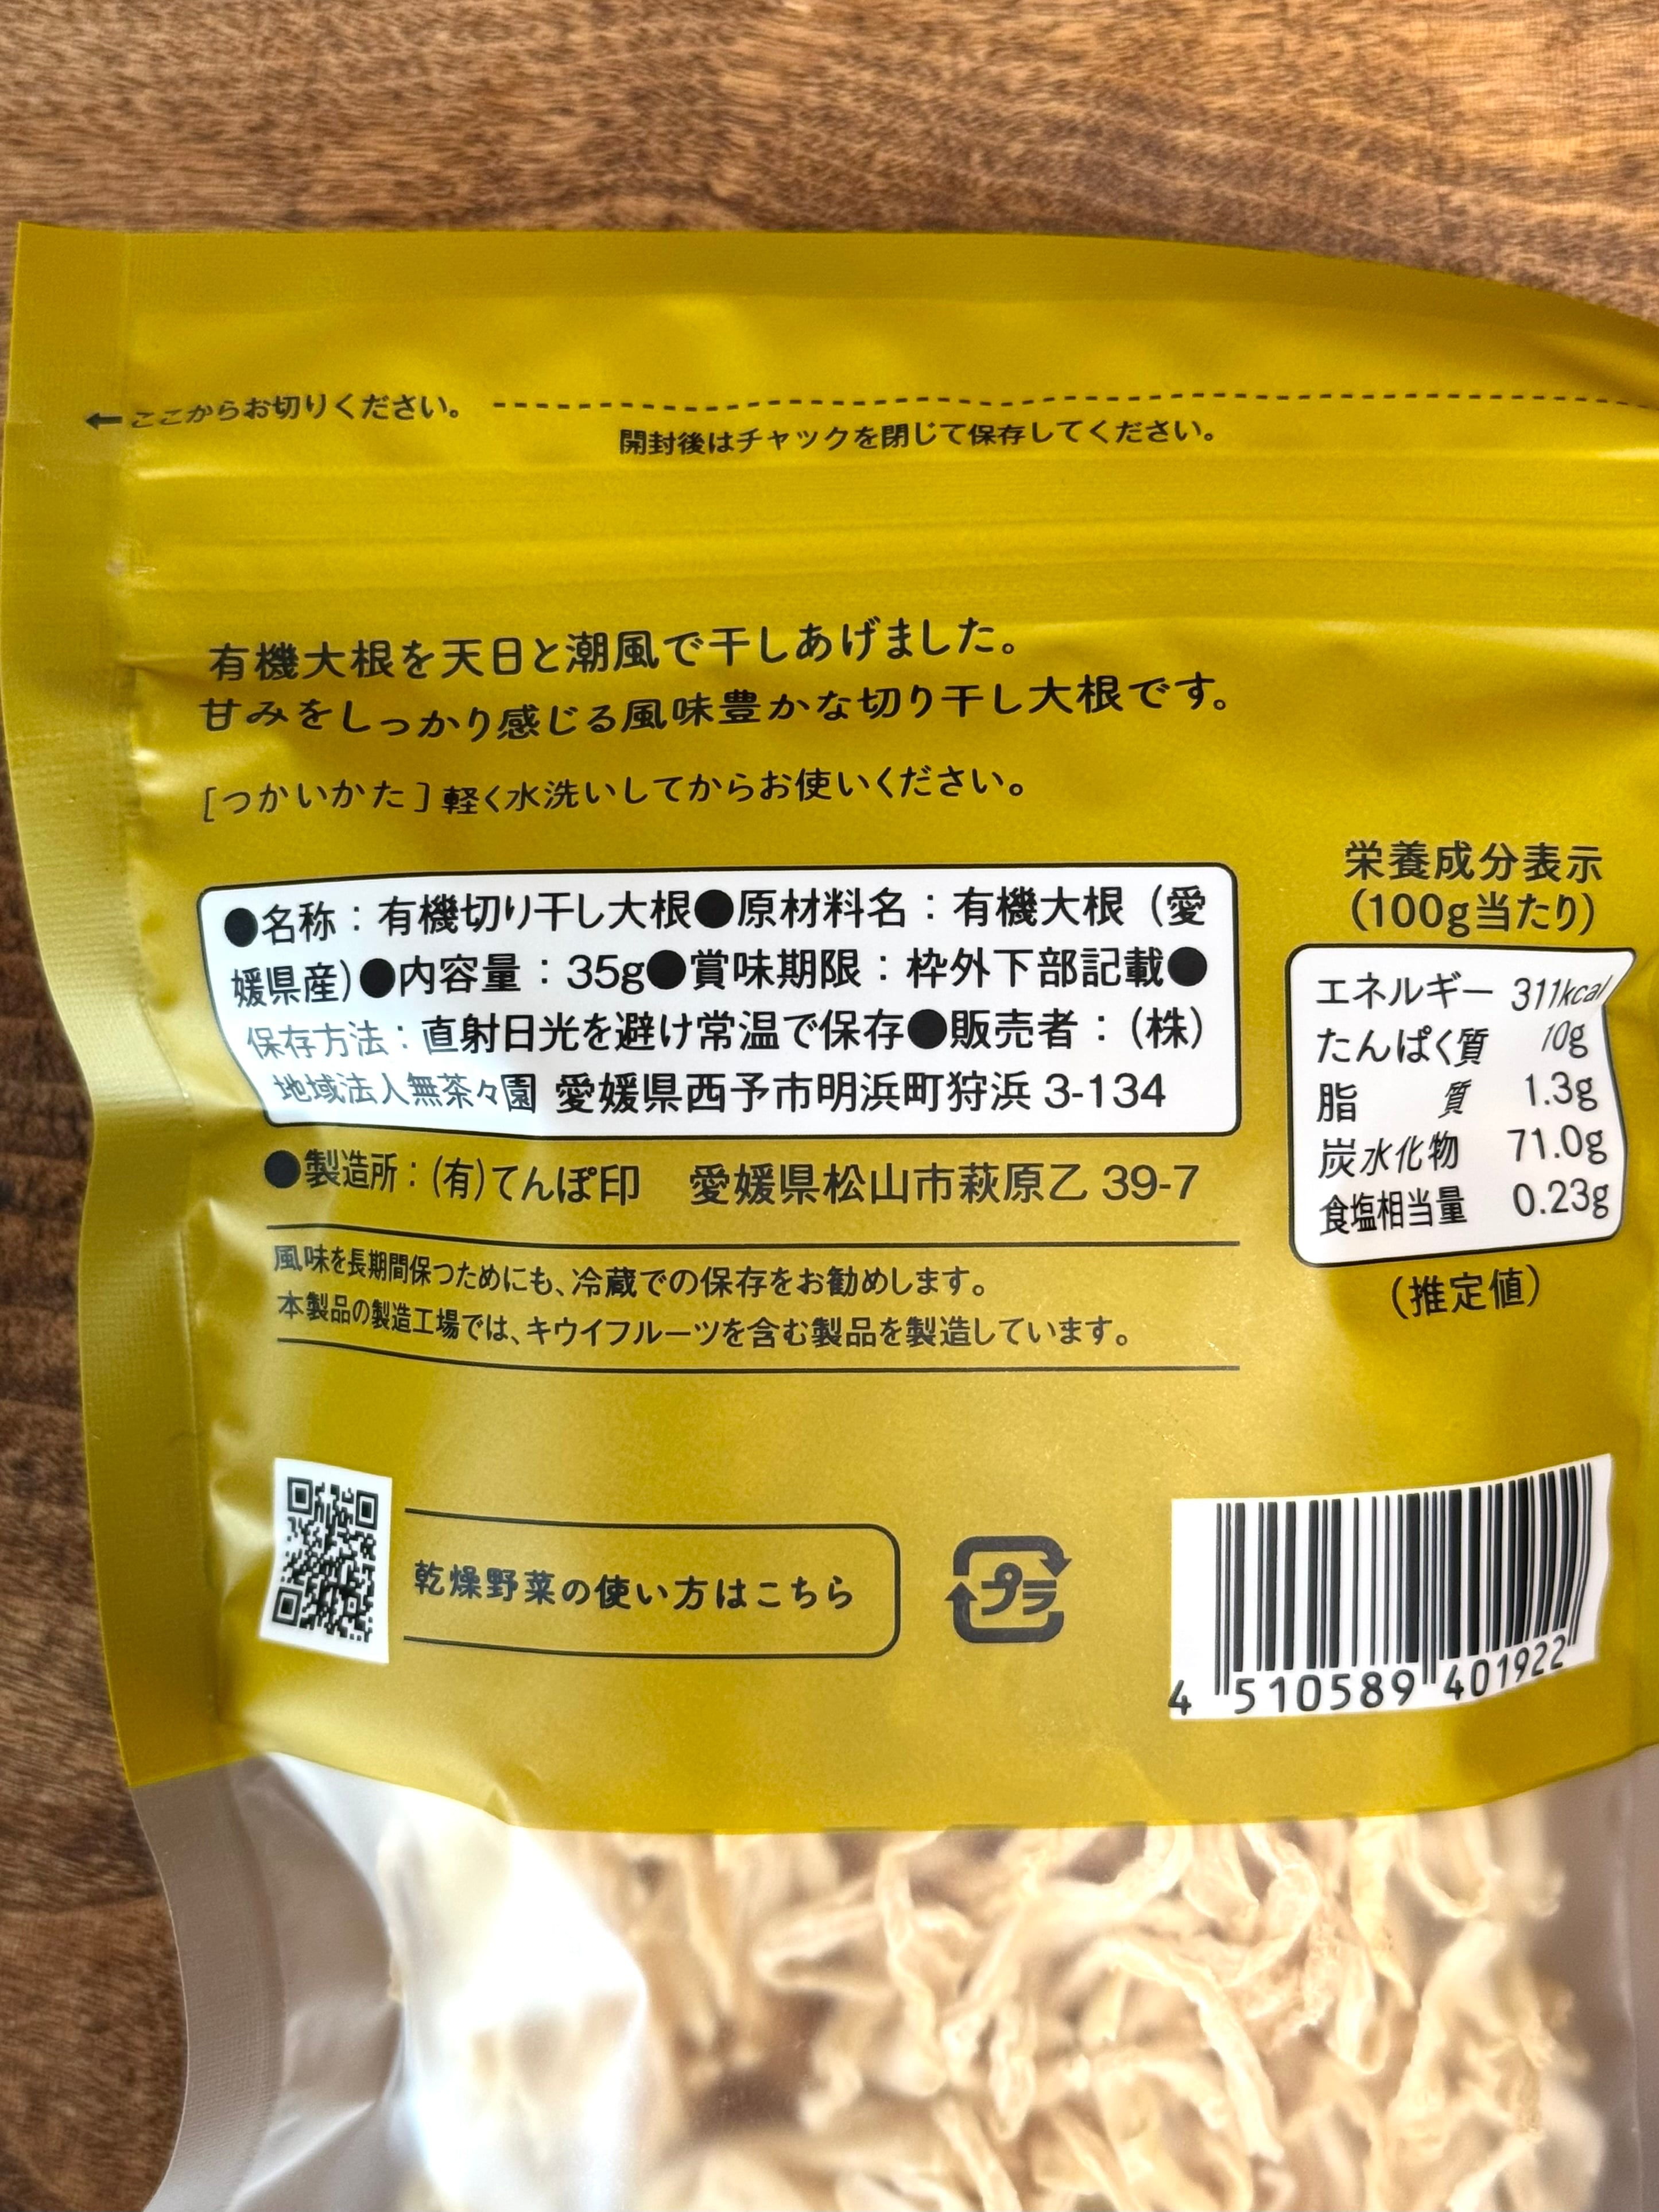 ←ここからお切りください。
開封後はチャックを閉じて保存してください。
有機大根を天日と潮風で干しあげました。
甘みをしっかり感じる風味豊かな切り干し大根です。
[つかいかた]軽く水洗いしてからお使いください。
●名称：有機切り干し大根●原材料名：有機大根（愛
媛県産）●内容量：35g●賞味期限：枠外下部記載●
保存方法：直射日光を避け常温で保存●販売者：（株）
地域法人無茶々園 愛媛県西予市明浜町狩浜 3-134
●製造所：（有）てんぽ印　愛媛県松山市萩原乙 39-7
風味を長期間保つためにも、冷蔵での保存をお勧めします。
本製品の製造工場では、キウイフルーツを含む製品を製造しています。
栄養成分表示
（100g当たり）
エネルギー 311kcal
たんぱく質 10g
脂　　質 1.3g
炭水化物 71.0g
食塩相当量 0.23g
（推定値）
乾燥野菜の使い方はこちら
プラ
4 510589 401922